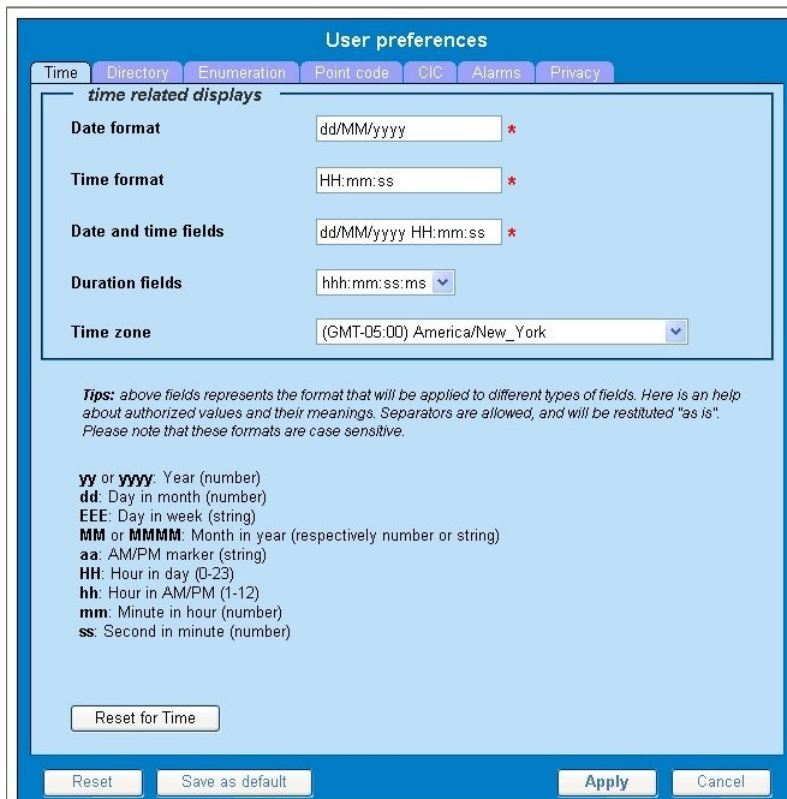 User preferences
Time Directory Enumeration Point code CIC Alarms Privacy
time related displays
Date format dd/MM/yyyy *
Time format HH:mm:ss *
Date and time fields dd/MM/yyyy HH:mm:ss *
Duration fields hhh:mm:ss:ms
Time zone (GMT-05:00) America/New_York
Tips: above fields represents the format that will be applied to different types of fields. Here is an help
about authorized values and their meanings. Separators are allowed, and will be restituted "as is".
Please note that these formats are case sensitive.
yy or yyyy: Year (number)
dd: Day in month (number)
EEE: Day in week (string)
MM or MMMM: Month in year (respectively number or string)
aa: AM/PM marker (string)
HH: Hour in day (0-23)
hh: Hour in AM/PM (1-12)
mm: Minute in hour (number)
ss: Second in minute (number)
Reset for Time
Reset Save as default Apply Cancel